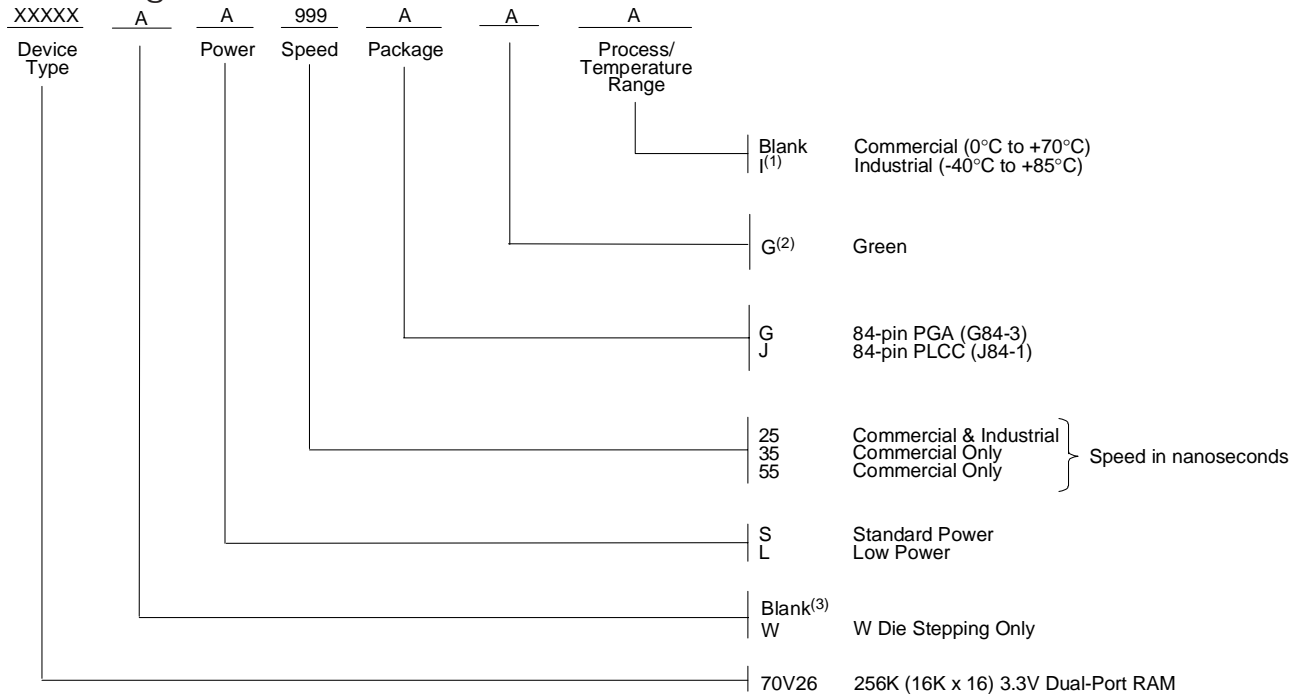 XXXXX A A 999 A A A
Device Type Power Speed Package Process/ Temperature Range
Blank Commercial (0°C to +70°C)
I(1) Industrial (-40°C to +85°C)
G(2) Green
G 84-pin PGA (G84-3)
J 84-pin PLCC (J84-1)
25 Commercial & Industrial
35 Commercial Only
55 Commercial Only
Speed in nanoseconds
S Standard Power
L Low Power
Blank(3)
W W Die Stepping Only
70V26 256K (16K x 16) 3.3V Dual-Port RAM